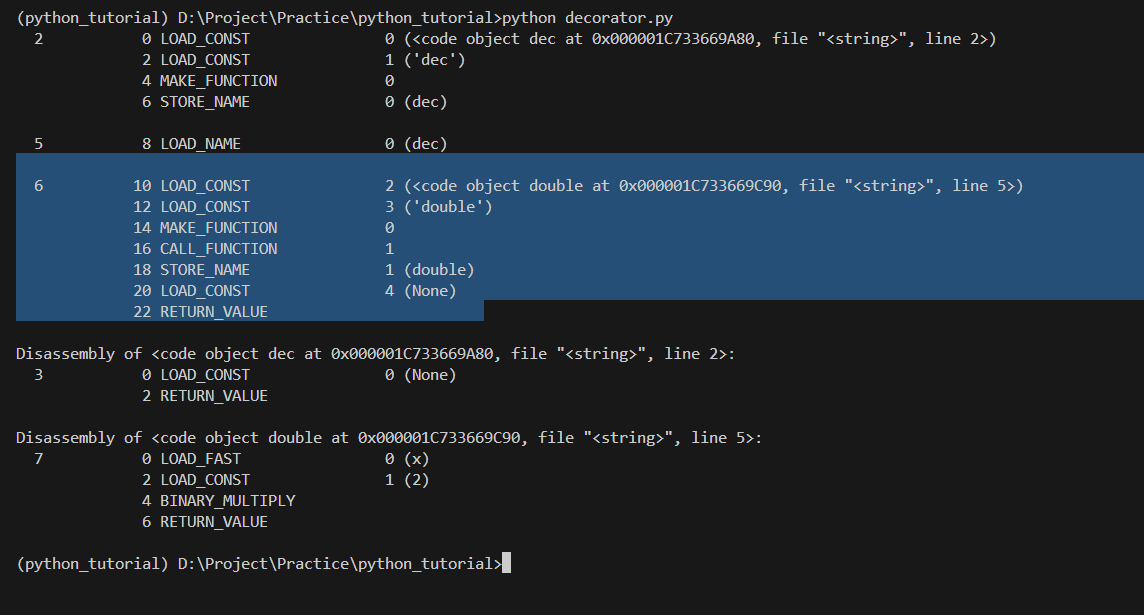 (python_tutorial) D:\Project\Practice\python_tutorial>python decorator.py
  2           0 LOAD_CONST               0 (<code object dec at 0x000001C733669A80, file "<string>", line 2>)
              2 LOAD_CONST               1 ('dec')
              4 MAKE_FUNCTION            0
              6 STORE_NAME               0 (dec)

  5           8 LOAD_NAME                0 (dec)

  6          10 LOAD_CONST               2 (<code object double at 0x000001C733669C90, file "<string>", line 5>)
             12 LOAD_CONST               3 ('double')
             14 MAKE_FUNCTION            0
             16 CALL_FUNCTION            1
             18 STORE_NAME               1 (double)
             20 LOAD_CONST               4 (None)
             22 RETURN_VALUE

Disassembly of <code object dec at 0x000001C733669A80, file "<string>", line 2>:
  3           0 LOAD_CONST               0 (None)
              2 RETURN_VALUE

Disassembly of <code object double at 0x000001C733669C90, file "<string>", line 5>:
  7           0 LOAD_FAST                0 (x)
              2 LOAD_CONST               1 (2)
              4 BINARY_MULTIPLY
              6 RETURN_VALUE

(python_tutorial) D:\Project\Practice\python_tutorial>